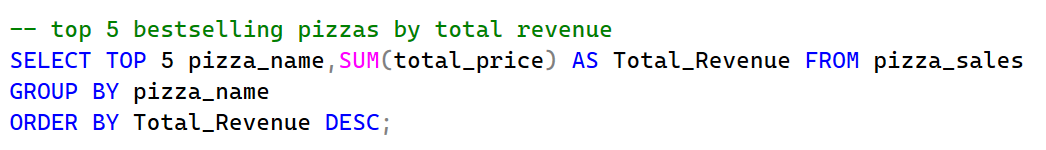 -- top 5 bestselling pizzas by total revenue
SELECT TOP 5 pizza_name,SUM(total_price) AS Total_Revenue FROM pizza_sales
GROUP BY pizza_name
ORDER BY Total_Revenue DESC;